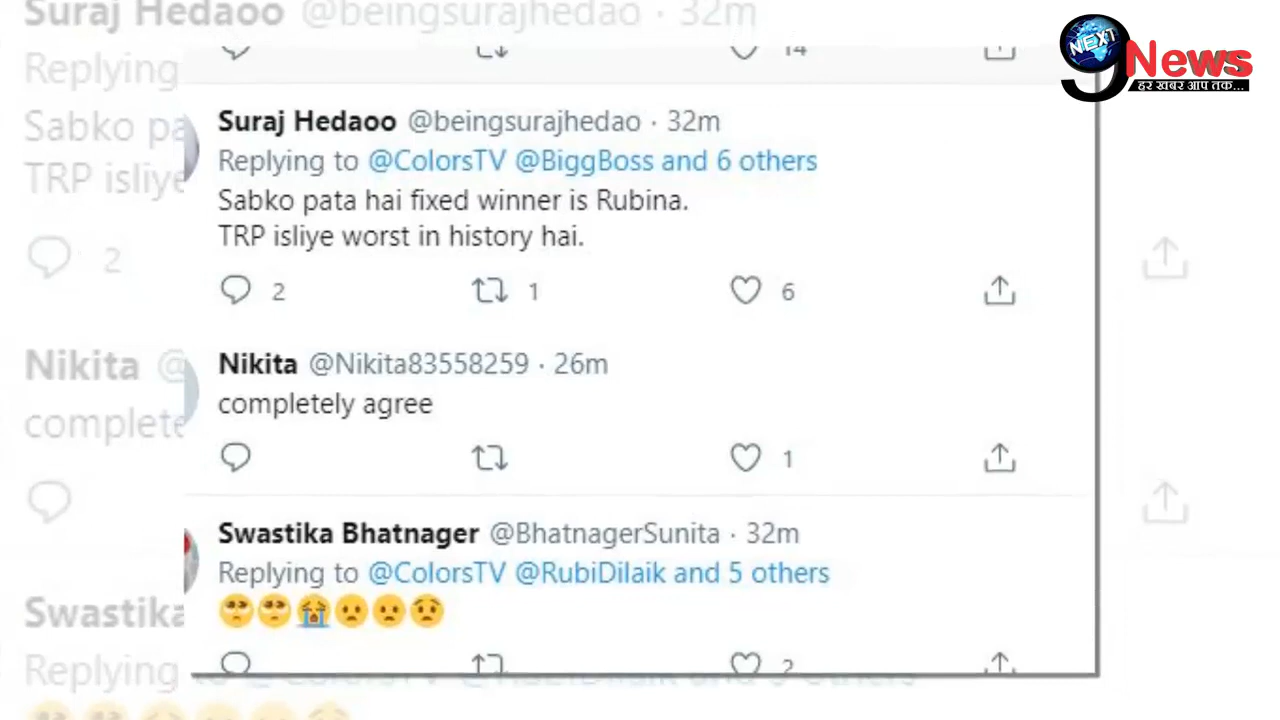 Suraj Hedaoo @beingsurajhedao · 32m
Replying
Sabko pa
TRP isliye
2
Nikita @
complete
Swastika
Replying
NEXT
9 News
हर खबर आप तक...
14
Suraj Hedaoo @beingsurajhedao · 32m
Replying to @ColorsTV @BiggBoss and 6 others
Sabko pata hai fixed winner is Rubina.
TRP isliye worst in history hai.
2 1 6
Nikita @Nikita83558259 · 26m
completely agree
1
Swastika Bhatnager @BhatnagerSunita · 32m
Replying to @ColorsTV @RubiDilaik and 5 others
🥺🥺😭🙁🙁😟
2